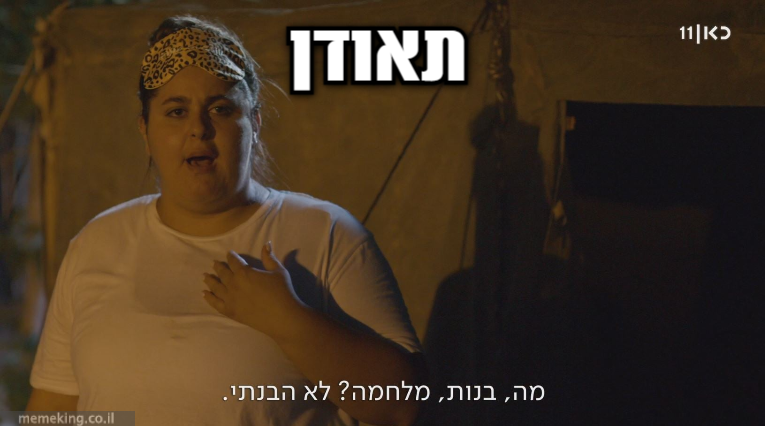 תאודן
כאן|11
מה, בנות, מלחמה? לא הבנתי.
memeking.co.il